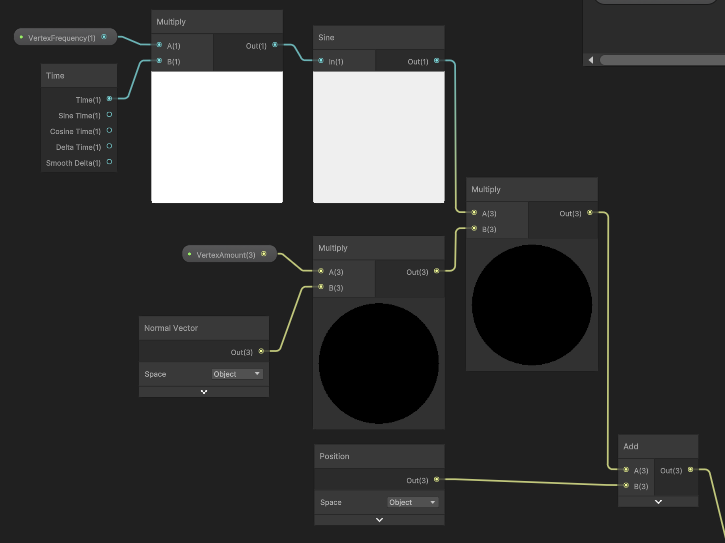 Multiply
VertexFrequency(1)
A(1)
Out(1)
B(1)
Sine
In(1)
Out(1)
Time
Time(1)
Sine Time(1)
Cosine Time(1)
Delta Time(1)
Smooth Delta(1)
Multiply
A(3)
Out(3)
B(3)
Multiply
VertexAmount(3)
A(3)
Out(3)
B(3)
Normal Vector
Out(3)
Space
Object
Position
Out(3)
Space
Object
Add
A(3)
Out(3)
B(3)